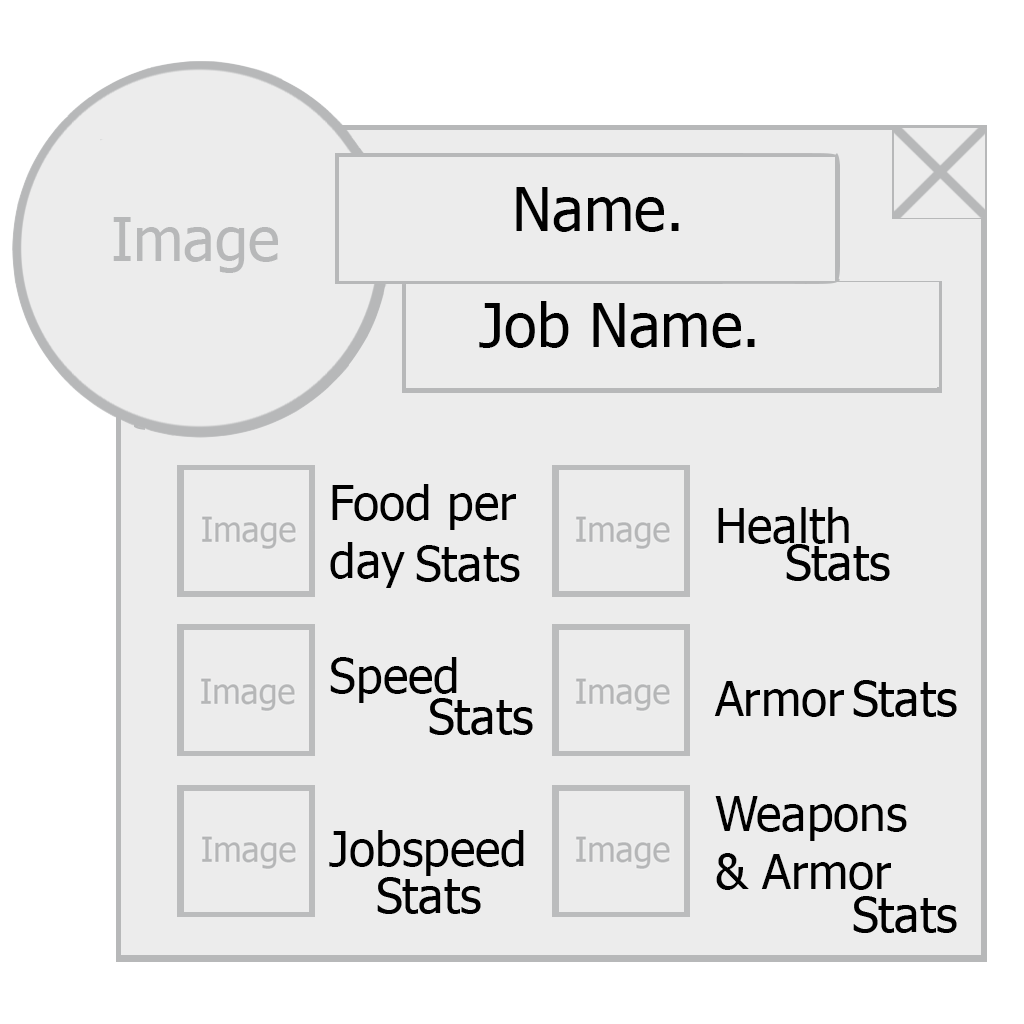 Image
Name.
Job Name.
Image
Food per
day Stats
Image
Health
Stats
Image
Speed
Stats
Image
Armor Stats
Image
Jobspeed
Stats
Image
Weapons
& Armor
Stats